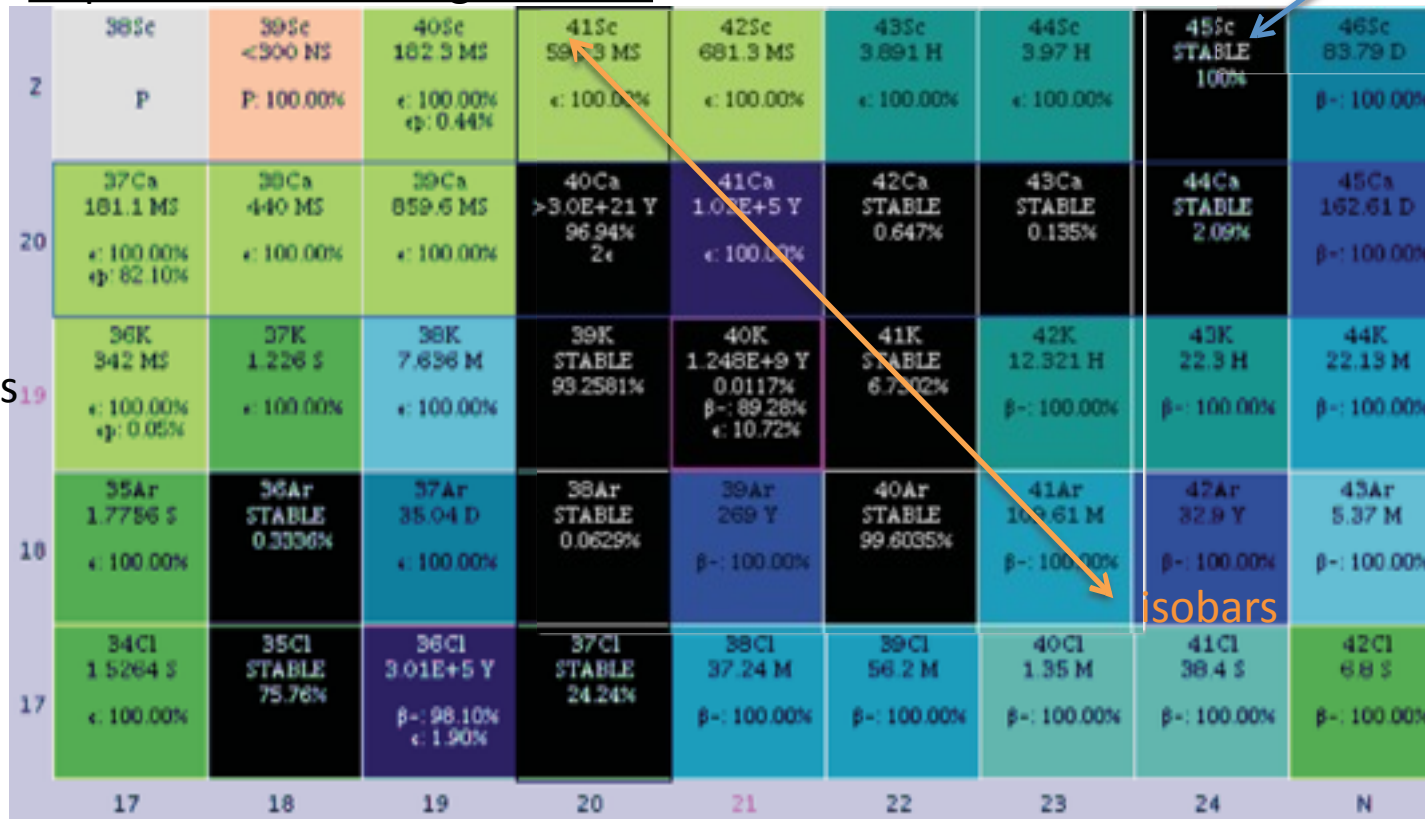 38Sc
P
39Sc
<300 NS
P: 100.00%
40Sc
182.3 MS
ϵ: 100.00%
ϵp: 0.44%
41Sc
MS
ϵ: 100.00%
42Sc
681.3 MS
ϵ: 100.00%
43Sc
3.891 H
ϵ: 100.00%
44Sc
3.97 H
ϵ: 100.00%
45Sc
STABLE
100%
46Sc
83.79 D
β-: 100.00%
Z
37Ca
181.1 MS
ϵ: 100.00%
ϵp: 82.10%
38Ca
440 MS
ϵ: 100.00%
39Ca
859.6 MS
ϵ: 100.00%
40Ca
>3.0E+21 Y
96.94%
2ϵ
41Ca
1.02E+5 Y
ϵ: 100.00%
42Ca
STABLE
0.647%
43Ca
STABLE
0.135%
44Ca
STABLE
2.09%
45Ca
162.61 D
β-: 100.00%
20
36K
342 MS
ϵ: 100.00%
ϵp: 0.05%
37K
1.226 S
ϵ: 100.00%
38K
7.636 M
ϵ: 100.00%
39K
STABLE
93.2581%
40K
1.248E+9 Y
0.0117%
β-: 89.28%
ϵ: 10.72%
41K
STABLE
6.7302%
42K
12.321 H
β-: 100.00%
43K
22.3 H
β-: 100.00%
44K
22.13 M
β-: 100.00%
s
19
35Ar
1.7756 S
ϵ: 100.00%
36Ar
STABLE
0.3336%
37Ar
35.04 D
ϵ: 100.00%
38Ar
STABLE
0.0629%
39Ar
269 Y
β-: 100.00%
40Ar
STABLE
99.6035%
41Ar
109.61 M
β-: 100.00%
42Ar
32.9 Y
β-: 100.00%
43Ar
5.37 M
β-: 100.00%
18
isobars
34Cl
1.5264 S
ϵ: 100.00%
35Cl
STABLE
75.76%
36Cl
3.01E+5 Y
β-: 98.10%
ϵ: 1.90%
37Cl
STABLE
24.24%
38Cl
37.24 M
β-: 100.00%
39Cl
56.2 M
β-: 100.00%
40Cl
1.35 M
β-: 100.00%
41Cl
38.4 S
β-: 100.00%
42Cl
6.8 S
β-: 100.00%
17
17 18 19 20 21 22 23 24 N